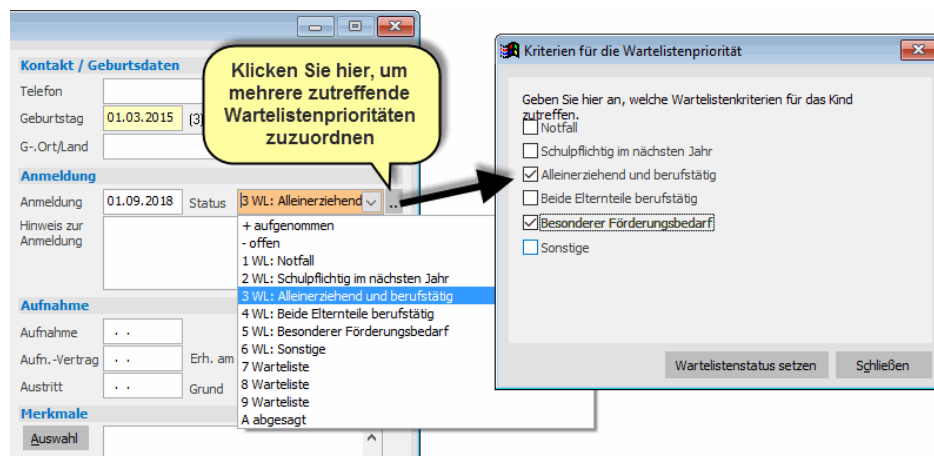 Kontakt / Geburtsdaten
Telefon
Geburtstag 01.03.2015 (3)
G-.Ort/Land
Klicken Sie hier, um
mehrere zutreffende
Wartelistenprioritäten
zuzuordnen
Anmeldung
Anmeldung 01.09.2018 Status 3 WL: Alleinerziehend ..
Hinweis zur
Anmeldung
+ aufgenommen
- offen
1 WL: Notfall
2 WL: Schulpflichtig im nächsten Jahr
3 WL: Alleinerziehend und berufstätig
4 WL: Beide Elternteile berufstätig
5 WL: Besonderer Förderungsbedarf
6 WL: Sonstige
7 Warteliste
8 Warteliste
9 Warteliste
A abgesagt
Aufnahme
Aufnahme . .
Aufn.-Vertrag . . Erh. am
Austritt . . Grund
Merkmale
Auswahl
Kriterien für die Wartelistenpriorität
Geben Sie hier an, welche Wartelistenkriterien für das Kind
zutreffen.
Notfall
Schulpflichtig im nächsten Jahr
Alleinerziehend und berufstätig
Beide Elternteile berufstätig
Besonderer Förderungsbedarf
Sonstige
Wartelistenstatus setzen Schließen